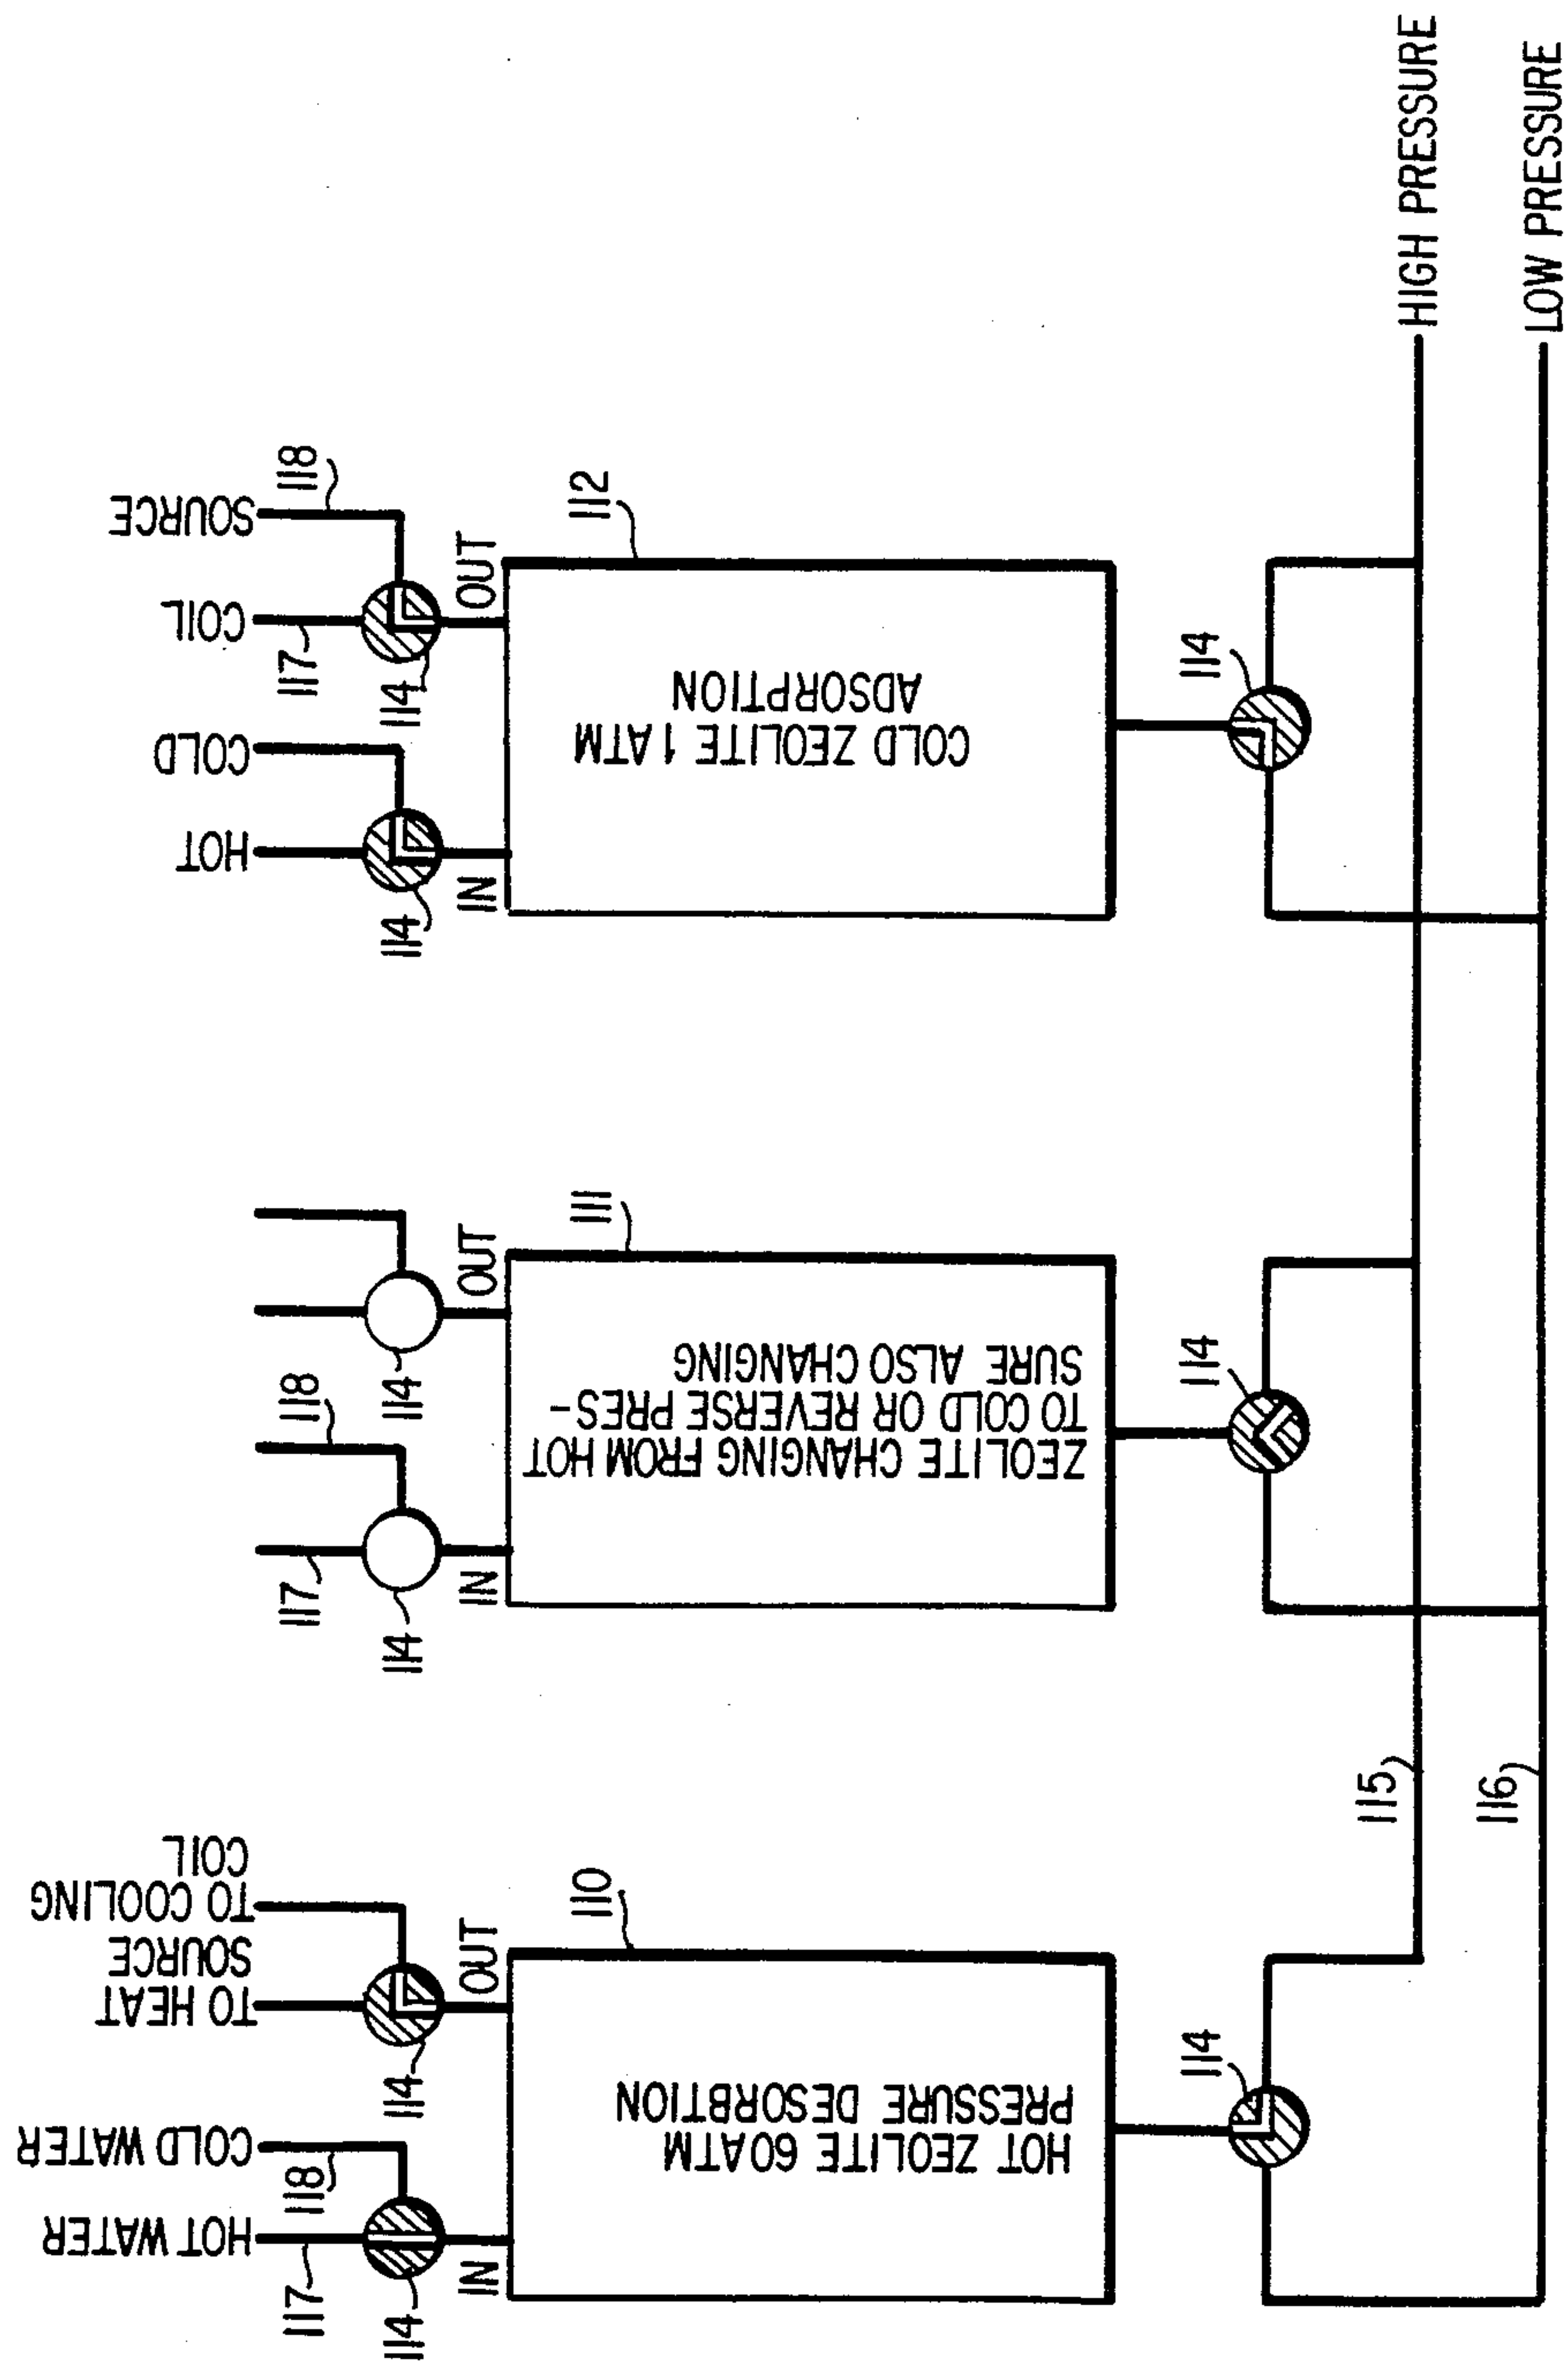 HOT WATER
COLD WATER
TO HEAT
SOURCE
TO COOLING
COIL
117
118
114
114
IN
OUT
110
HOT ZEOLITE 60ATM
PRESSURE DESORBTION
114
117
118
114
114
IN
OUT
111
ZEOLITE CHANGING FROM HOT
TO COLD OR REVERSE PRES-
SURE ALSO CHANGING
114
HOT
COLD
COIL
SOURCE
117
118
114
114
IN
OUT
112
COLD ZEOLITE 1 ATM
ADSORPTION
114
115
116
HIGH PRESSURE
LOW PRESSURE